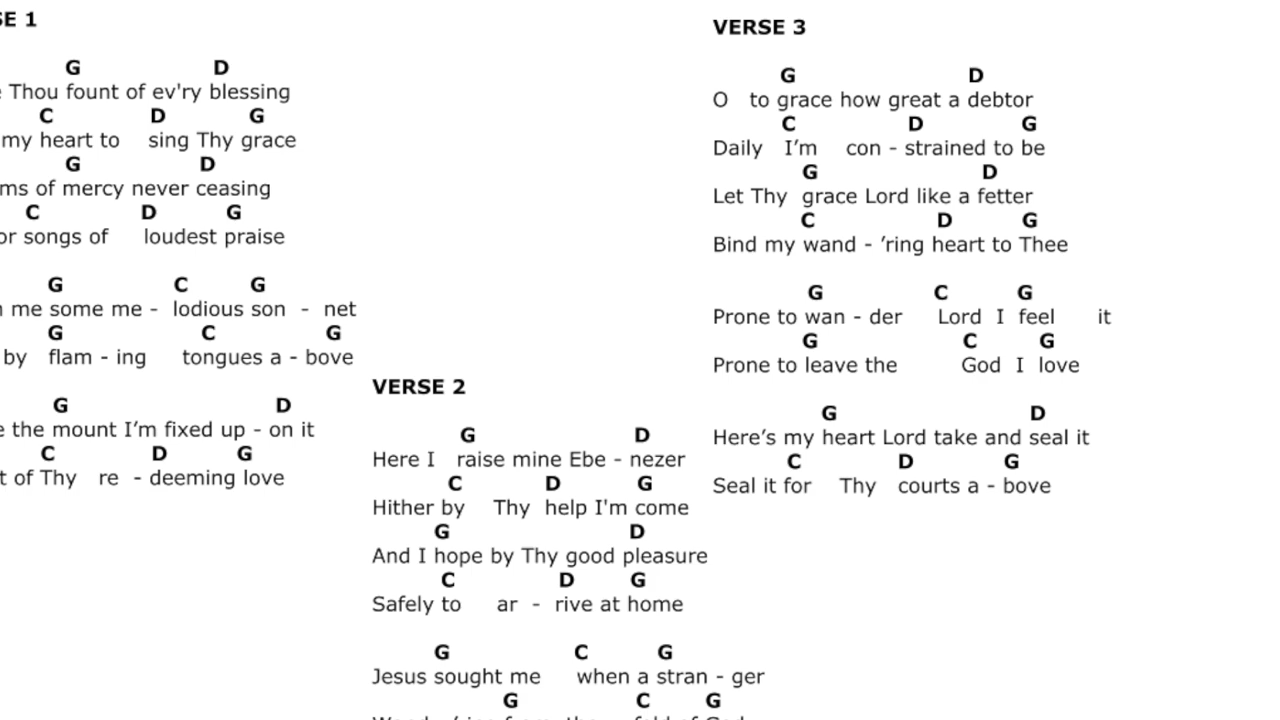 SE 1
G D
Thou fount of ev'ry blessing
C D G
my heart to sing Thy grace
G D
ms of mercy never ceasing
C D G
or songs of loudest praise
G C G
me some me - lodious son - net
G C G
by flam - ing tongues a - bove
G D
e the mount I’m fixed up - on it
C D G
t of Thy re - deeming love
VERSE 2
G D
Here I raise mine Ebe - nezer
C D G
Hither by Thy help I'm come
G D
And I hope by Thy good pleasure
C D G
Safely to ar - rive at home
G C G
Jesus sought me when a stran - ger
G C G
VERSE 3
G D
O to grace how great a debtor
C D G
Daily I’m con - strained to be
G D
Let Thy grace Lord like a fetter
C D G
Bind my wand - ’ring heart to Thee
G C G
Prone to wan - der Lord I feel it
G C G
Prone to leave the God I love
G D
Here’s my heart Lord take and seal it
C D G
Seal it for Thy courts a - bove